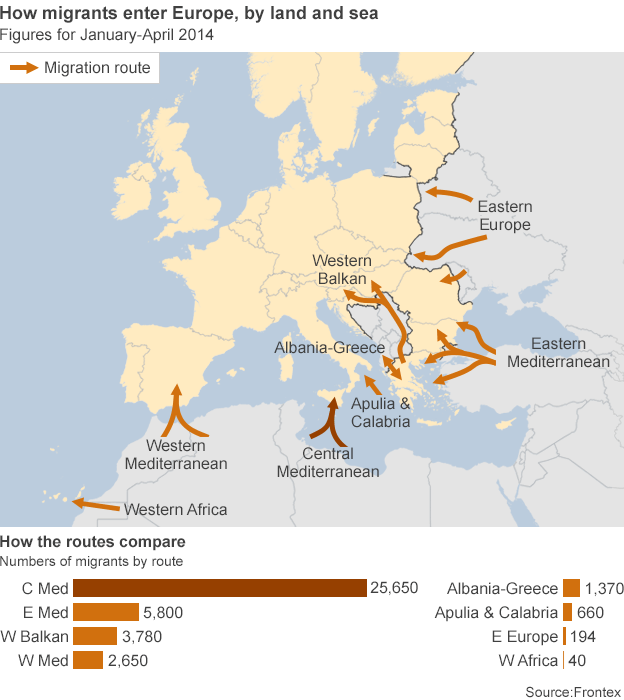 How migrants enter Europe, by land and sea
Figures for January-April 2014
Migration route
Eastern
Europe
Western
Balkan
Albania-Greece
Eastern
Mediterranean
Apulia &
Calabria
Western
Mediterranean
Central
Mediterranean
Western Africa
How the routes compare
Numbers of migrants by route
C Med 25,650
E Med 5,800
W Balkan 3,780
W Med 2,650
Albania-Greece 1,370
Apulia & Calabria 660
E Europe 194
W Africa 40
Source:Frontex